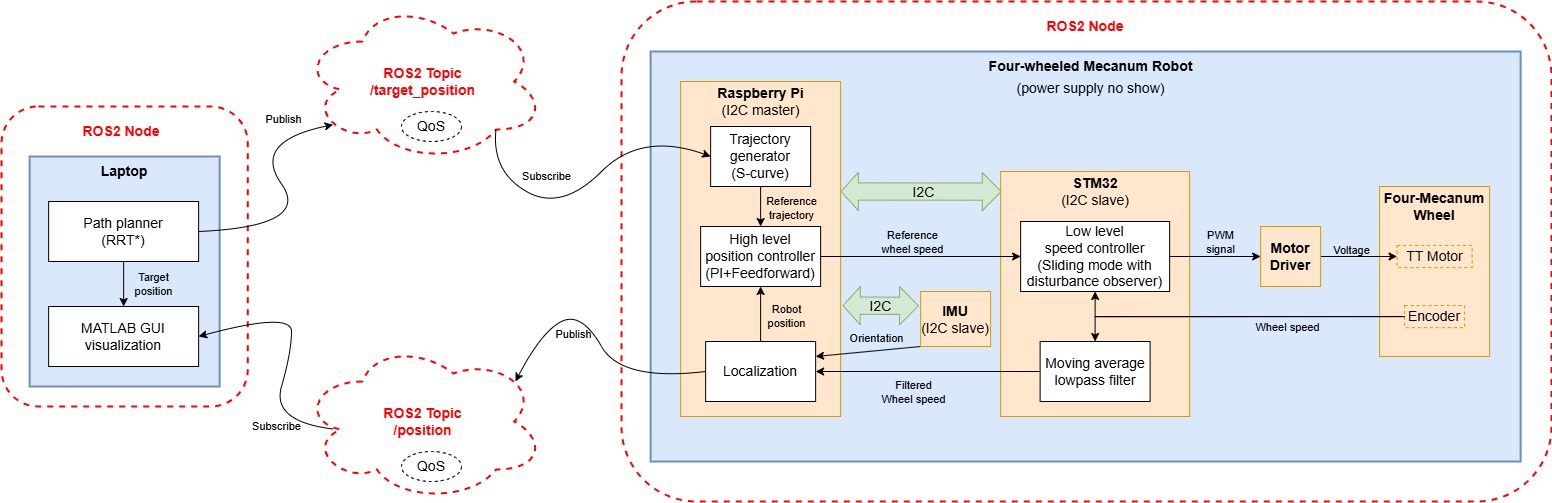 ROS2 Node
Laptop
Path planner
(RRT*)
Target
position
MATLAB GUI
visualization
Publish
ROS2 Topic
/target_position
QoS
Subscribe
Subscribe
ROS2 Topic
/position
QoS
Publish
ROS2 Node
Four-wheeled Mecanum Robot
(power supply no show)
Raspberry Pi
(I2C master)
Trajectory
generator
(S-curve)
Reference
trajectory
High level
position controller
(PI+Feedforward)
Robot
position
Localization
I2C
Reference
wheel speed
I2C
IMU
(I2C slave)
Orientation
Filtered
Wheel speed
STM32
(I2C slave)
Low level
speed controller
(Sliding mode with
disturbance observer)
Moving average
lowpass filter
PWM
signal
Motor
Driver
Voltage
Wheel speed
Four-Mecanum
Wheel
TT Motor
Encoder